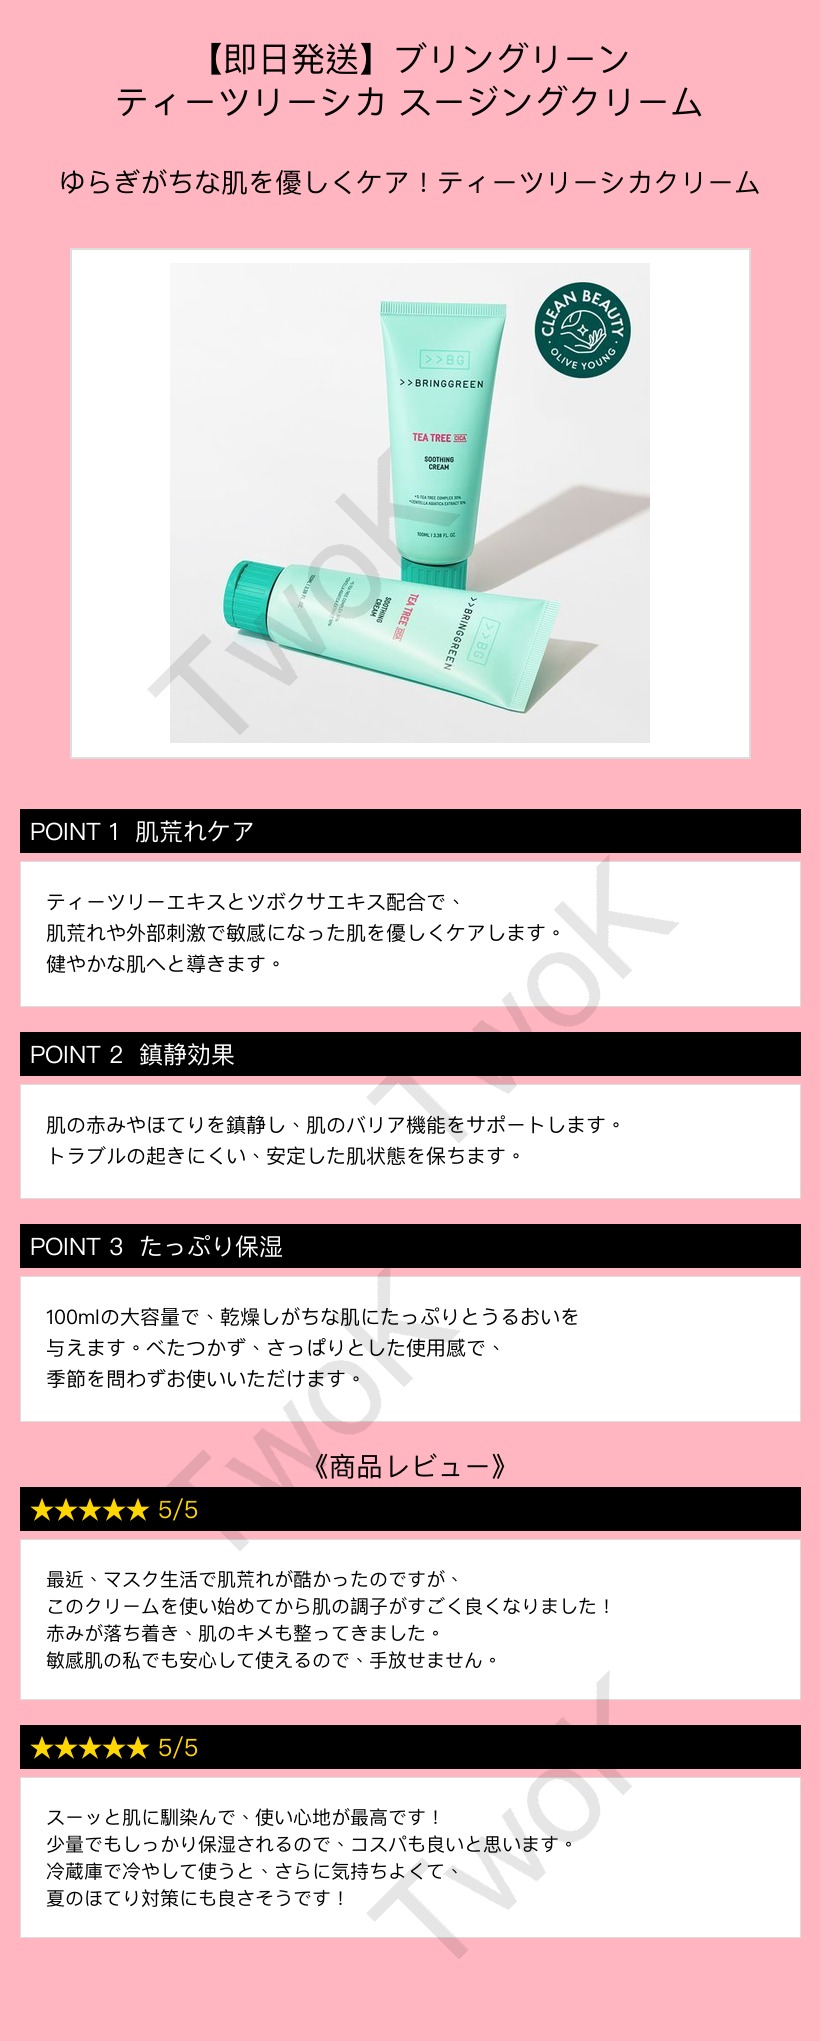 【即日発送】ブリングリーン
ティーツリーシカ スージングクリーム
ゆらぎがちな肌を優しくケア！ティーツリーシカクリーム
CLEAN BEAUTY
OLIVE YOUNG
>>BG
>>BRINGGREEN
TEA TREE CICA
SOOTHING
CREAM
*5 TEA TREE COMPLEX 30%
*CENTELLA ASIATICA EXTRACT 10%
100ML I 3.38 FL. OZ.
>>BG
>>BRINGGREEN
TEA TREE CICA
SOOTHING
CREAM
TwoK
POINT 1 肌荒れケア
ティーツリーエキスとツボクサエキス配合で、
肌荒れや外部刺激で敏感になった肌を優しくケアします。
健やかな肌へと導きます。
TwoK
POINT 2 鎮静効果
肌の赤みやほてりを鎮静し、肌のバリア機能をサポートします。
トラブルの起きにくい、安定した肌状態を保ちます。
POINT 3 たっぷり保湿
100mlの大容量で、乾燥しがちな肌にたっぷりとうるおいを
与えます。べたつかず、さっぱりとした使用感で、
季節を問わずお使いいただけます。
TwoK
《商品レビュー》
★★★★★ 5/5
最近、マスク生活で肌荒れが酷かったのですが、
このクリームを使い始めてから肌の調子がすごく良くなりました！
赤みが落ち着き、肌のキメも整ってきました。
敏感肌の私でも安心して使えるので、手放せません。
★★★★★ 5/5
スーッと肌に馴染んで、使い心地が最高です！
少量でもしっかり保湿されるので、コスパも良いと思います。
冷蔵庫で冷やして使うと、さらに気持ちよくて、
夏のほてり対策にも良さそうです！
TwoK